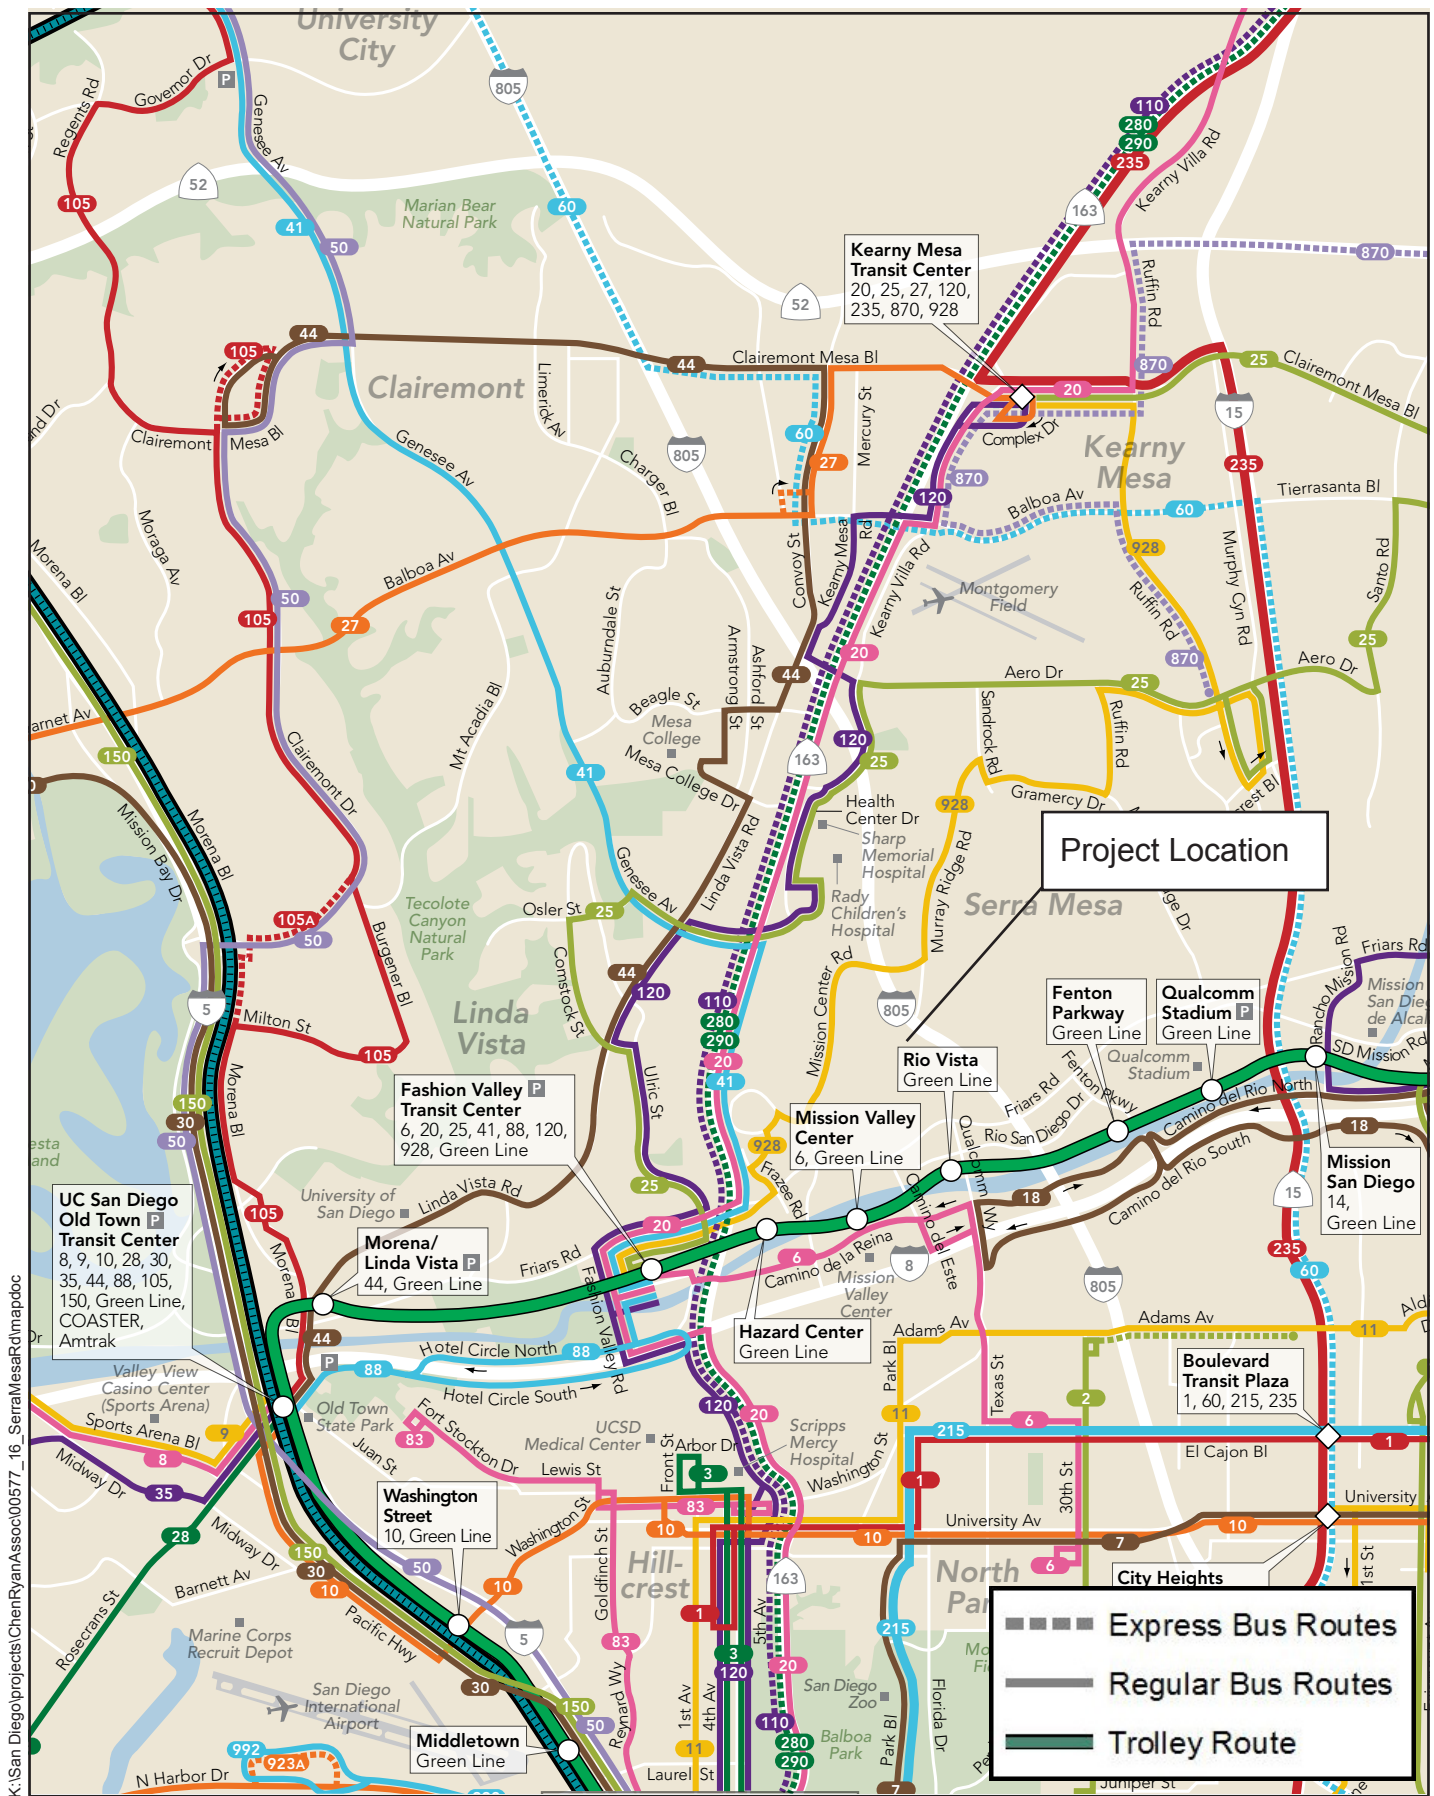 University
City
805
Governor Dr
P
Regents Rd
Genesee Av
110
280
290
235
Kearny Villa Rd
52
105
60
163
Marian Bear
Natural Park
41
50
Kearny Mesa
Transit Center
20, 25, 27, 120,
235, 870, 928
870
Ruffin Rd
52
44
105
44
Clairemont Mesa Bl
870
25
Clairemont Mesa Bl
Clairemont
Limerick Av
Mercury St
20
15
Clairemont
Mesa Bl
Genesee Av
805
60
27
Complex Dr
Kearny
Mesa
235
Charger Bl
870
120
Balboa Av
60
Tierrasanta Bl
Moraga Av
Morena Bl
Balboa Av
Convoy St
Kearny Mesa
Rd
Kearny Villa Rd
928
Murphy Cyn Rd
Santo Rd
50
105
27
Auburndale St
Montgomery
Field
Ruffin Rd
25
Armstrong St
Ashford St
20
870
44
Aero Dr
25
Aero Dr
Beagle St
Mesa
College
Mesa College Dr
Mt Acadia Bl
Sandrock Rd
Ruffin Rd
150
Clairemont Dr
41
163
120
25
928
Gramercy Dr
Mission Bay Dr
Morena Bl
Health
Center Dr
Sharp
Memorial
Hospital
Project Location
Linda Vista Rd
Genesee Av
Murray Ridge Rd
Rady
Children's
Hospital
Serra Mesa
105A
50
Tecolote
Canyon
Natural
Park
Osler St
25
Burgener Bl
Comstock St
44
120
Mission Center Rd
Rancho Mission Rd
Friars Rd
5
Milton St
105
Linda
Vista
110
280
290
20
41
805
Fenton
Parkway
Green Line
Qualcomm
Stadium P
Green Line
Rio Vista
Green Line
Qualcomm
Stadium
SD Mission Rd
Morena Bl
Fashion Valley P
Transit Center
6, 20, 25, 41, 88, 120,
928, Green Line
Ulric St
Friars Rd
Fenton Pkwy
Rio San Diego Dr
Camino del Rio North
150
30
50
Mission Valley
Center
6, Green Line
928
Frazee Rd
Qualcomm Wy
18
Camino del Rio South
Mission
San Diego
14,
Green Line
UC San Diego
Old Town P
Transit Center
8, 9, 10, 28, 30,
35, 44, 88, 105,
150, Green Line,
COASTER,
Amtrak
University of
San Diego
Linda Vista Rd
25
18
15
105
Morena Bl
Morena/
Linda Vista P
44, Green Line
20
Friars Rd
6
Camino de la Reina
Camino del Este
Mission
Valley
Center
8
235
60
805
Fashion Valley Rd
Hazard Center
Green Line
Adams Av
Adams Av
11
44
P
88
Hotel Circle North
88
Hotel Circle South
Valley View
Casino Center
(Sports Arena)
Sports Arena Bl
9
8
Old Town
State Park
Park Bl
Texas St
2
Boulevard
Transit Plaza
1, 60, 215, 235
120
20
11
6
215
El Cajon Bl
1
83
Fort Stockton Dr
UCSD
Medical Center
Scripps
Mercy
Hospital
Juan St
Arbor Dr
Front St
3
Washington St
Midway Dr
35
Lewis St
1
30th St
Washington
Street
10, Green Line
Washington St
83
10
10
University Av
7
10
University
28
Midway Dr
150
30
10
50
Goldfinch St
Hill-
crest
163
North
6
City Heights
1st St
Barnett Av
Rosecrans St
Pacific Hwy
10
1
5th Av
215
Express Bus Routes
Regular Bus Routes
Trolley Route
Marine Corps
Recruit Depot
5
83
3
120
20
San Diego
International
Airport
30
150
50
Reynard Wy
1st Av
4th Av
San Diego
Zoo
110
280
290
Balboa
Park
Park Bl
Florida Dr
Middletown
Green Line
992
923A
N Harbor Dr
11
Laurel St
7
Juniper St
K:\San Diego\projects\ChenRyanAssoc\00577_16_SerraMesaRd\mapdoc